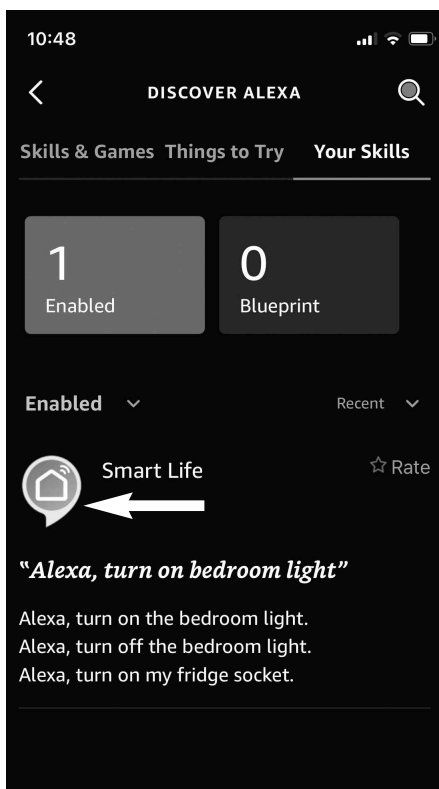 10:48
DISCOVER ALEXA
Skills & Games Things to Try Your Skills
1
Enabled
0
Blueprint
Enabled
Recent
Smart Life
Rate
“Alexa, turn on bedroom light”
Alexa, turn on the bedroom light.
Alexa, turn off the bedroom light.
Alexa, turn on my fridge socket.